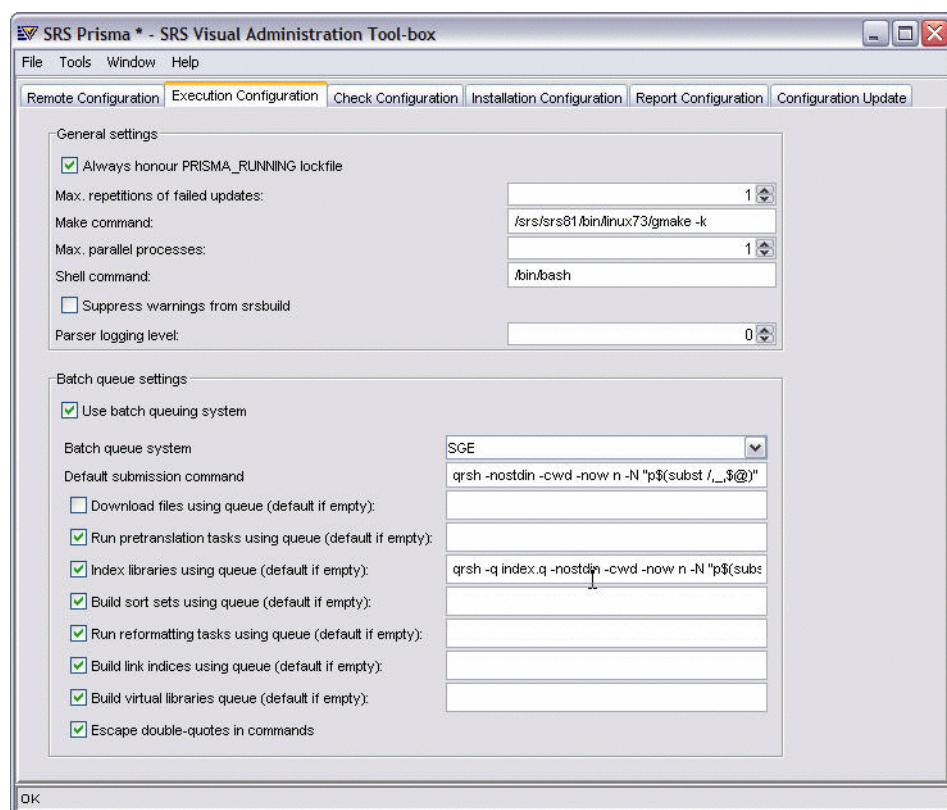 SRS Prisma * - SRS Visual Administration Tool-box
File Tools Window Help
Remote Configuration Execution Configuration Check Configuration Installation Configuration Report Configuration Configuration Update
General settings
Always honour PRISMA_RUNNING lockfile
Max. repetitions of failed updates: 1
Make command: /srs/srs81/bin/linux73/gmake -k
Max. parallel processes: 1
Shell command: /bin/bash
Suppress warnings from srsbuild
Parser logging level: 0
Batch queue settings
Use batch queuing system
Batch queue system SGE
Default submission command qrsh -nostdin -cwd -now n -N "p$(subst /,_,$@)"
Download files using queue (default if empty):
Run pretranslation tasks using queue (default if empty):
Index libraries using queue (default if empty): qrsh -q index.q -nostdin -cwd -now n -N "p$(subs
Build sort sets using queue (default if empty):
Run reformatting tasks using queue (default if empty):
Build link indices using queue (default if empty):
Build virtual libraries queue (default if empty):
Escape double-quotes in commands
OK